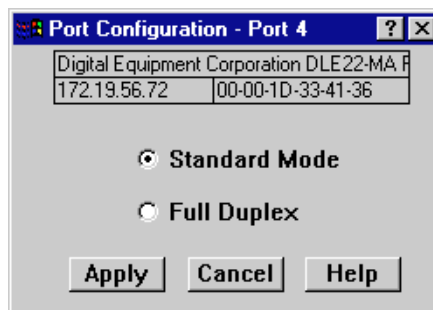 Port Configuration - Port 4
Digital Equipment Corporation DLE22-MA
172.19.56.72 00-00-1D-33-41-36
Standard Mode
Full Duplex
Apply Cancel Help